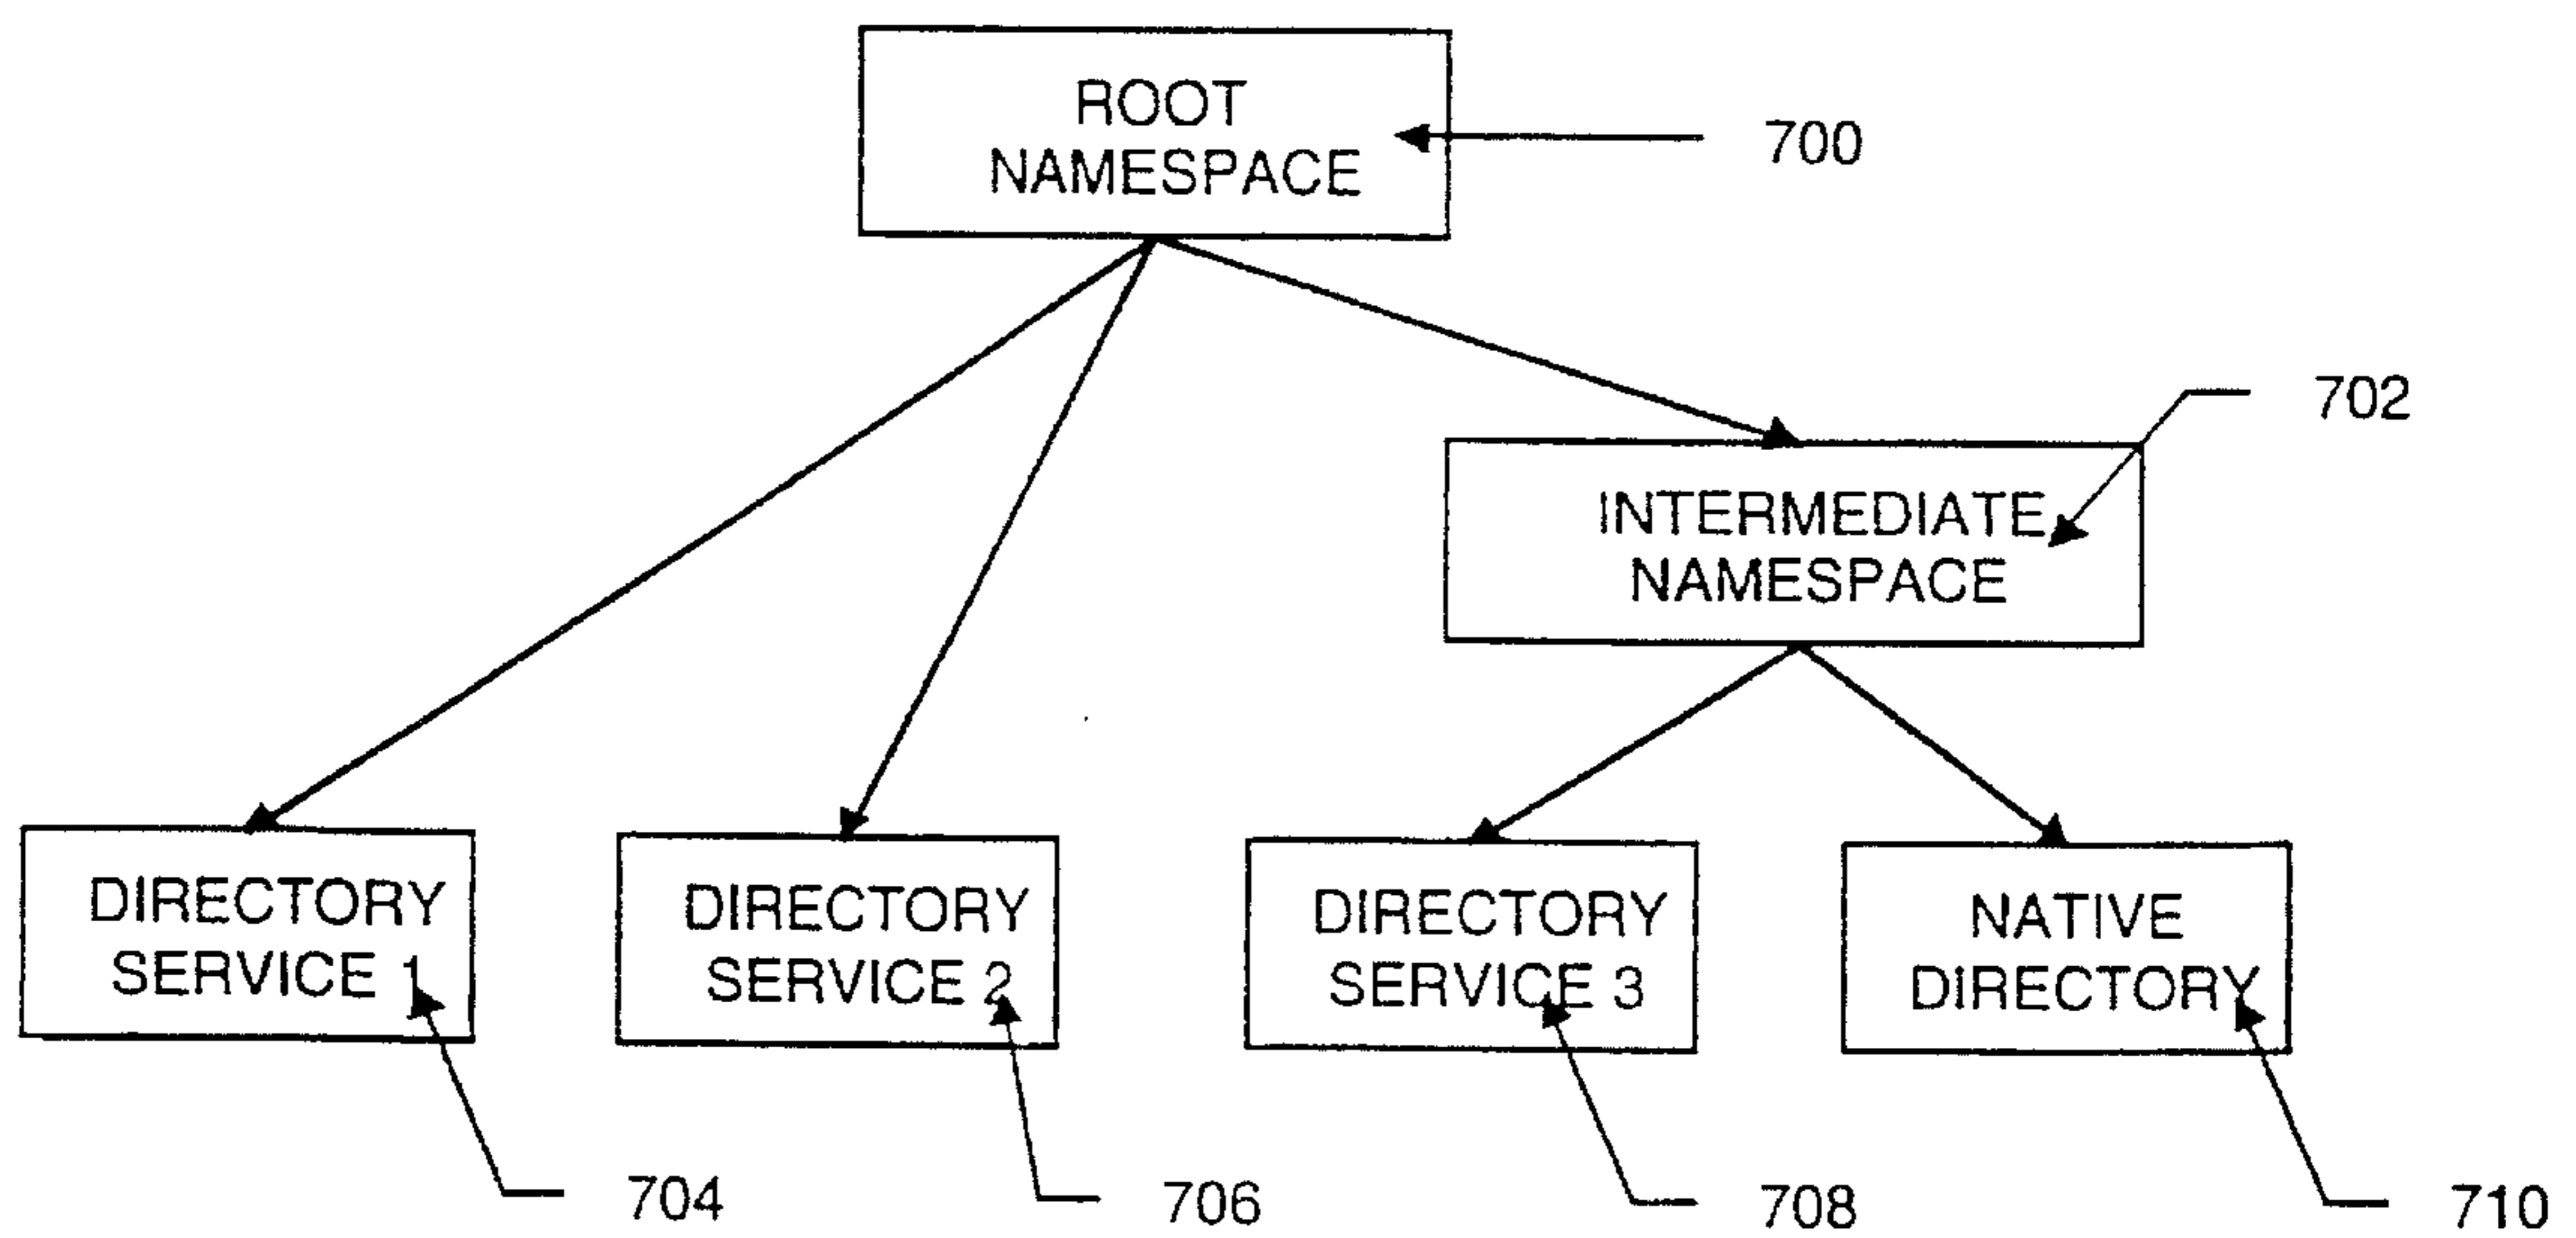 ROOT
NAMESPACE
700
702
INTERMEDIATE
NAMESPACE
DIRECTORY
SERVICE 1
DIRECTORY
SERVICE 2
DIRECTORY
SERVICE 3
NATIVE
DIRECTORY
704
706
708
710